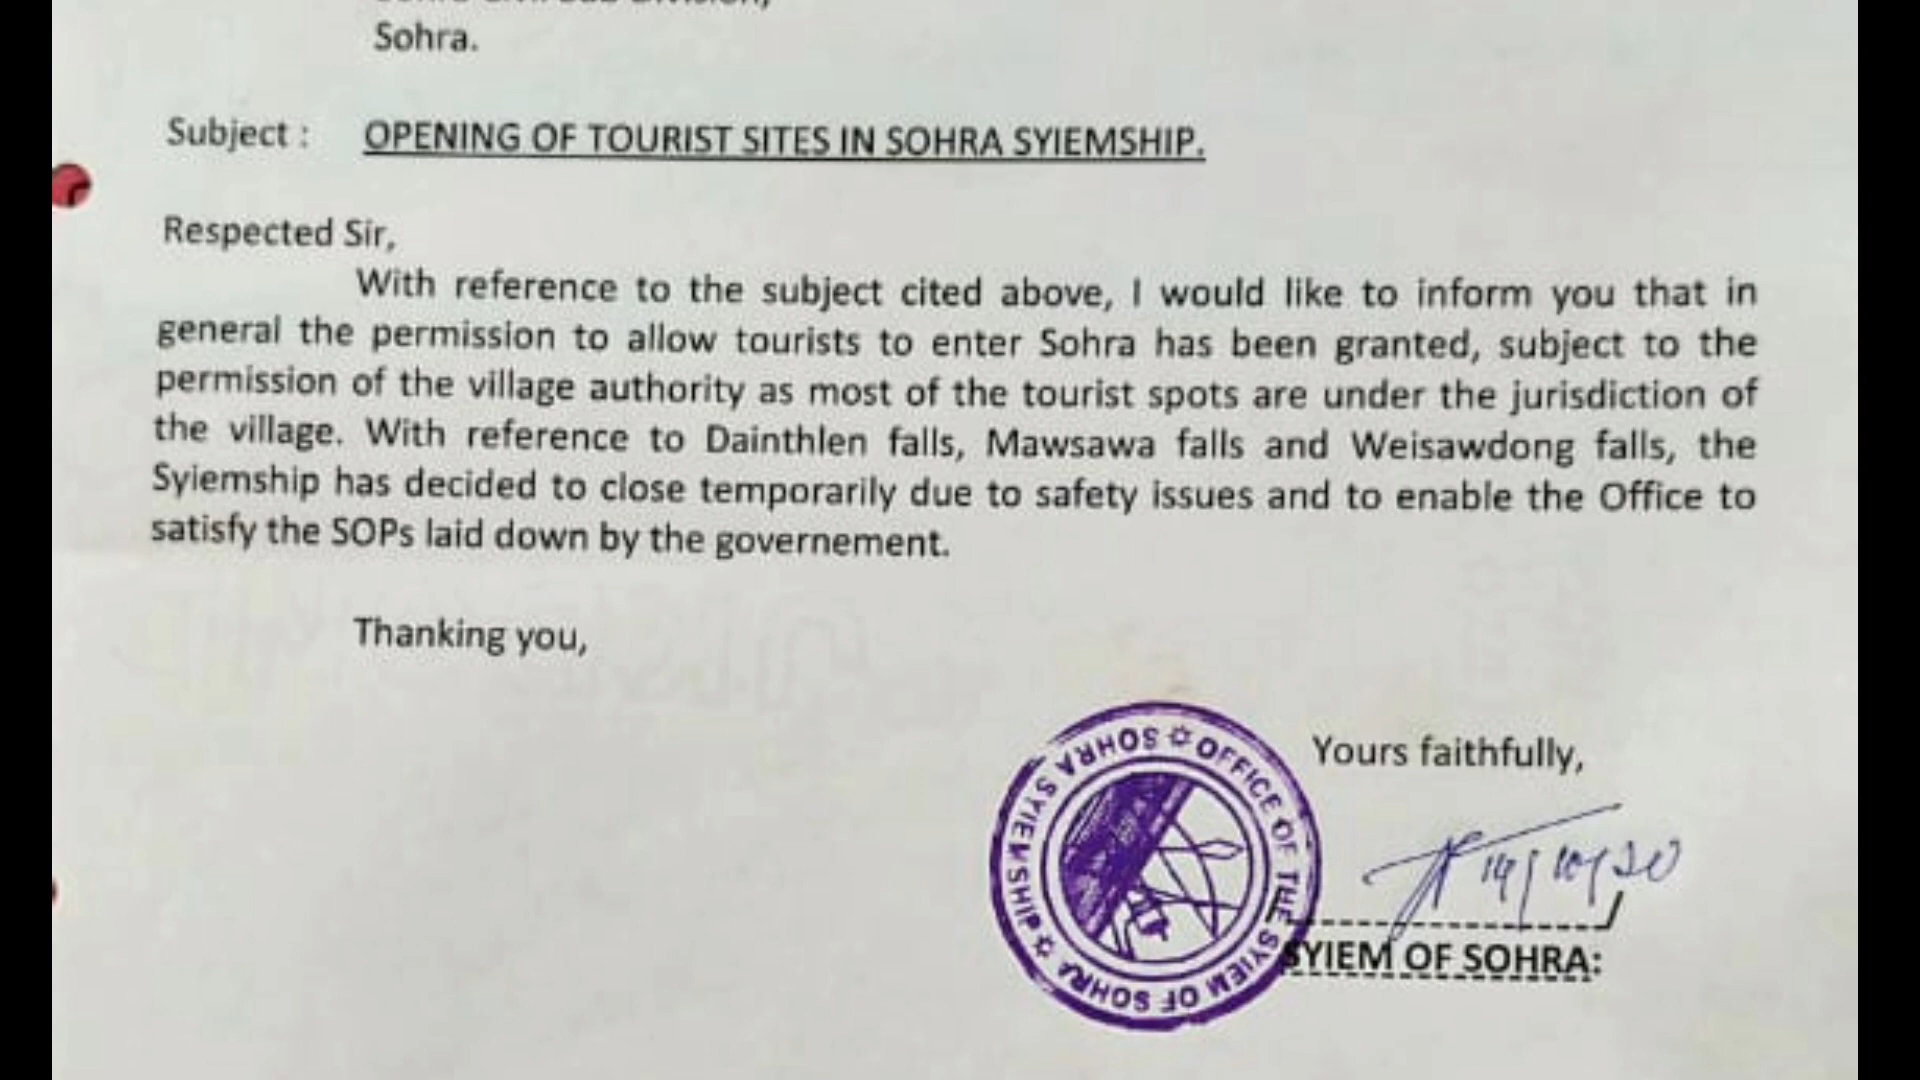 Sohra.
Subject : OPENING OF TOURIST SITES IN SOHRA SYIEMSHIP.
Respected Sir,
With reference to the subject cited above, I would like to inform you that in
general the permission to allow tourists to enter Sohra has been granted, subject to the
permission of the village authority as most of the tourist spots are under the jurisdiction of
the village. With reference to Dainthlen falls, Mawsawa falls and Weisawdong falls, the
Syiemship has decided to close temporarily due to safety issues and to enable the Office to
satisfy the SOPs laid down by the governement.
Thanking you,
Yours faithfully,
14/10/20
SYIEM OF SOHRA:
OFFICE OF THE SYIEM OF SOHRA
SOHRA SYIEMSHIP